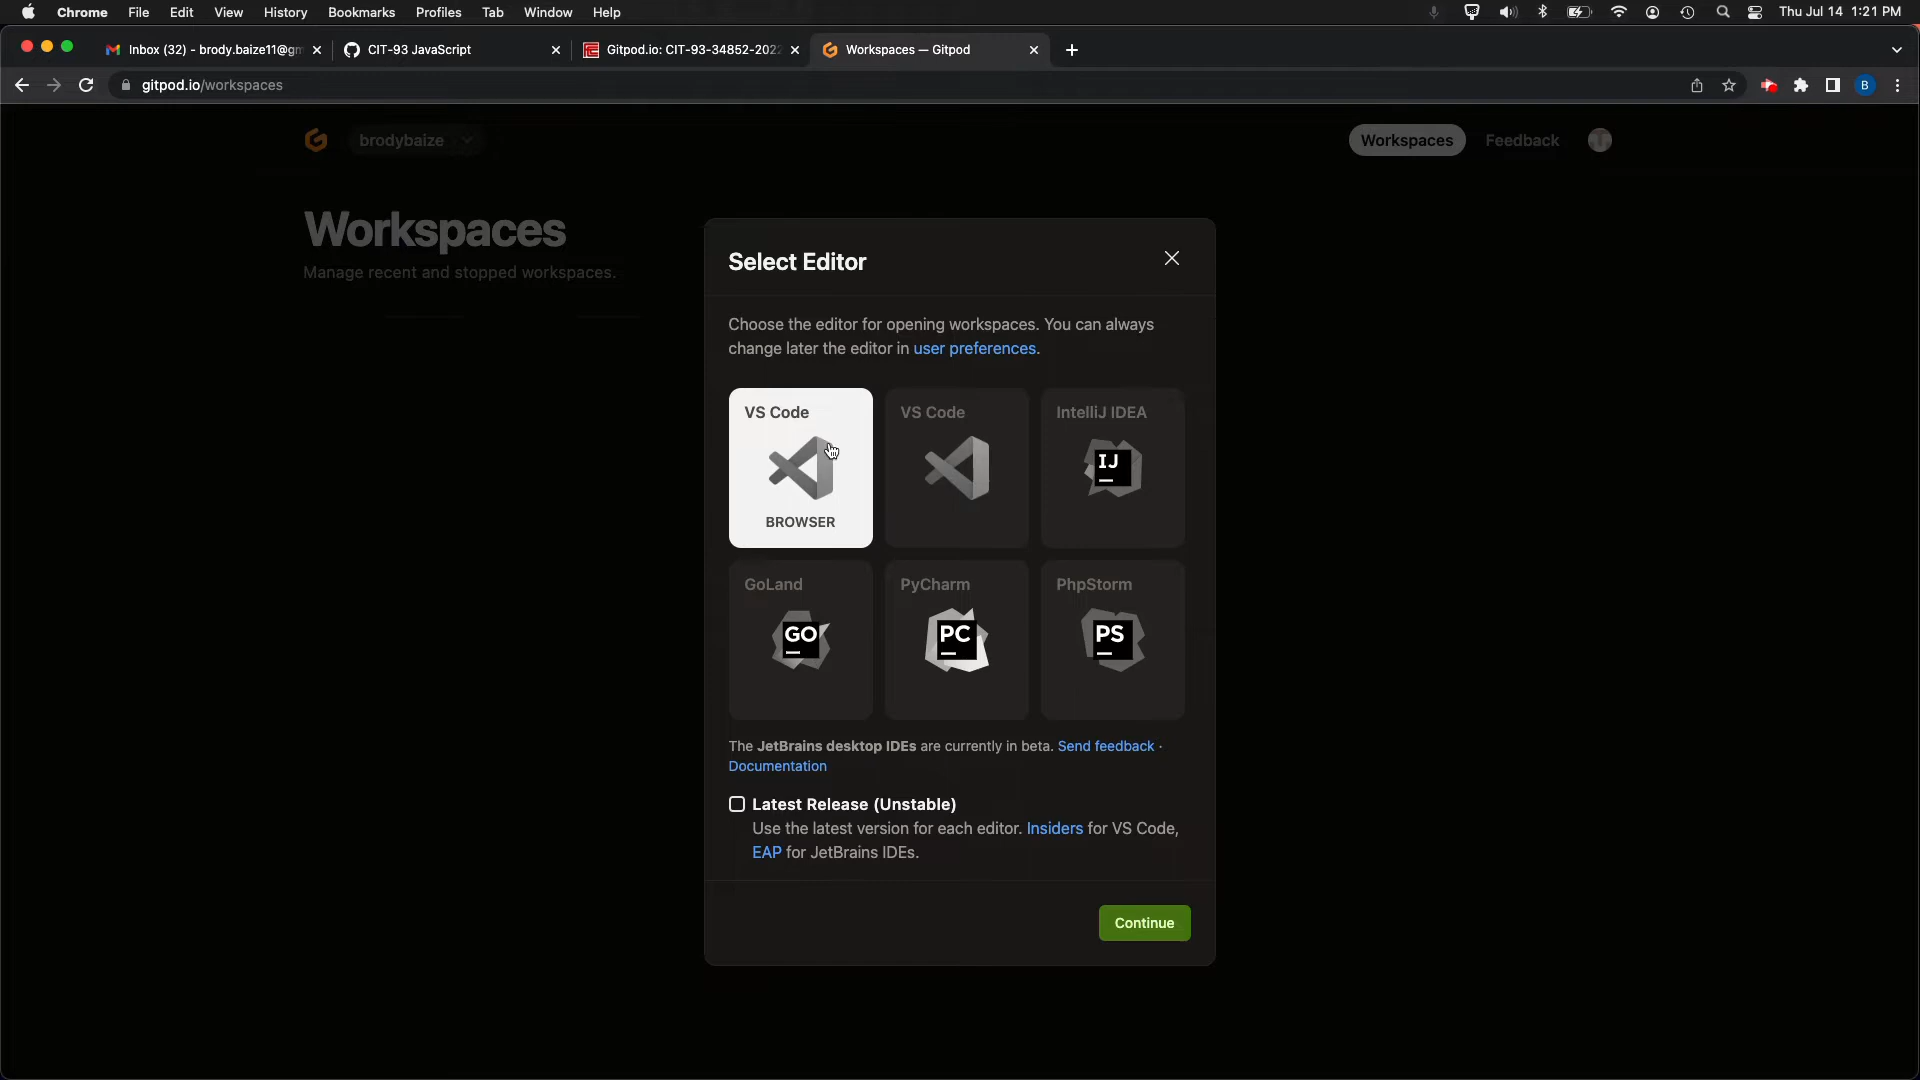 Chrome File Edit View History Bookmarks Profiles Tab Window Help Thu Jul 14 1:21 PM
Inbox (32) - brody.baize11@gm CIT-93 JavaScript Gitpod.io: CIT-93-34852-2022 Workspaces — Gitpod
gitpod.io/workspaces B
brodybaize Workspaces Feedback
Workspaces
Manage recent and stopped workspaces.
Select Editor
Choose the editor for opening workspaces. You can always
change later the editor in user preferences.
VS Code VS Code IntelliJ IDEA
IJ
BROWSER
GoLand PyCharm PhpStorm
GO PC PS
The JetBrains desktop IDEs are currently in beta. Send feedback ·
Documentation
Latest Release (Unstable)
Use the latest version for each editor. Insiders for VS Code,
EAP for JetBrains IDEs.
Continue